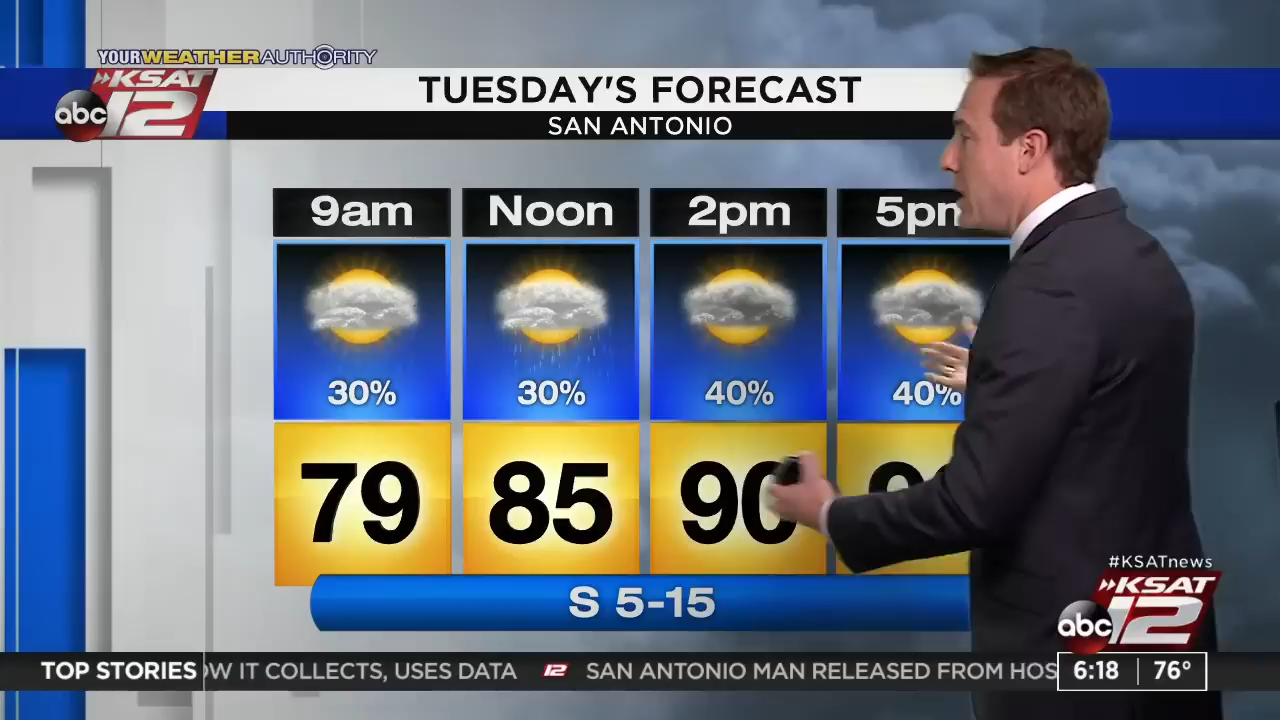 YOURWEATHERAUTHORITY
KSAT
abc 12
TUESDAY'S FORECAST
SAN ANTONIO
9am Noon 2pm
30% 30% 40% 40%
79 85 90
S 5-15
#KSATnews
KSAT
abc 12
TOP STORIES IT COLLECTS, USES DATA 12 SAN ANTONIO MAN RELEASED FROM 6:18 76°